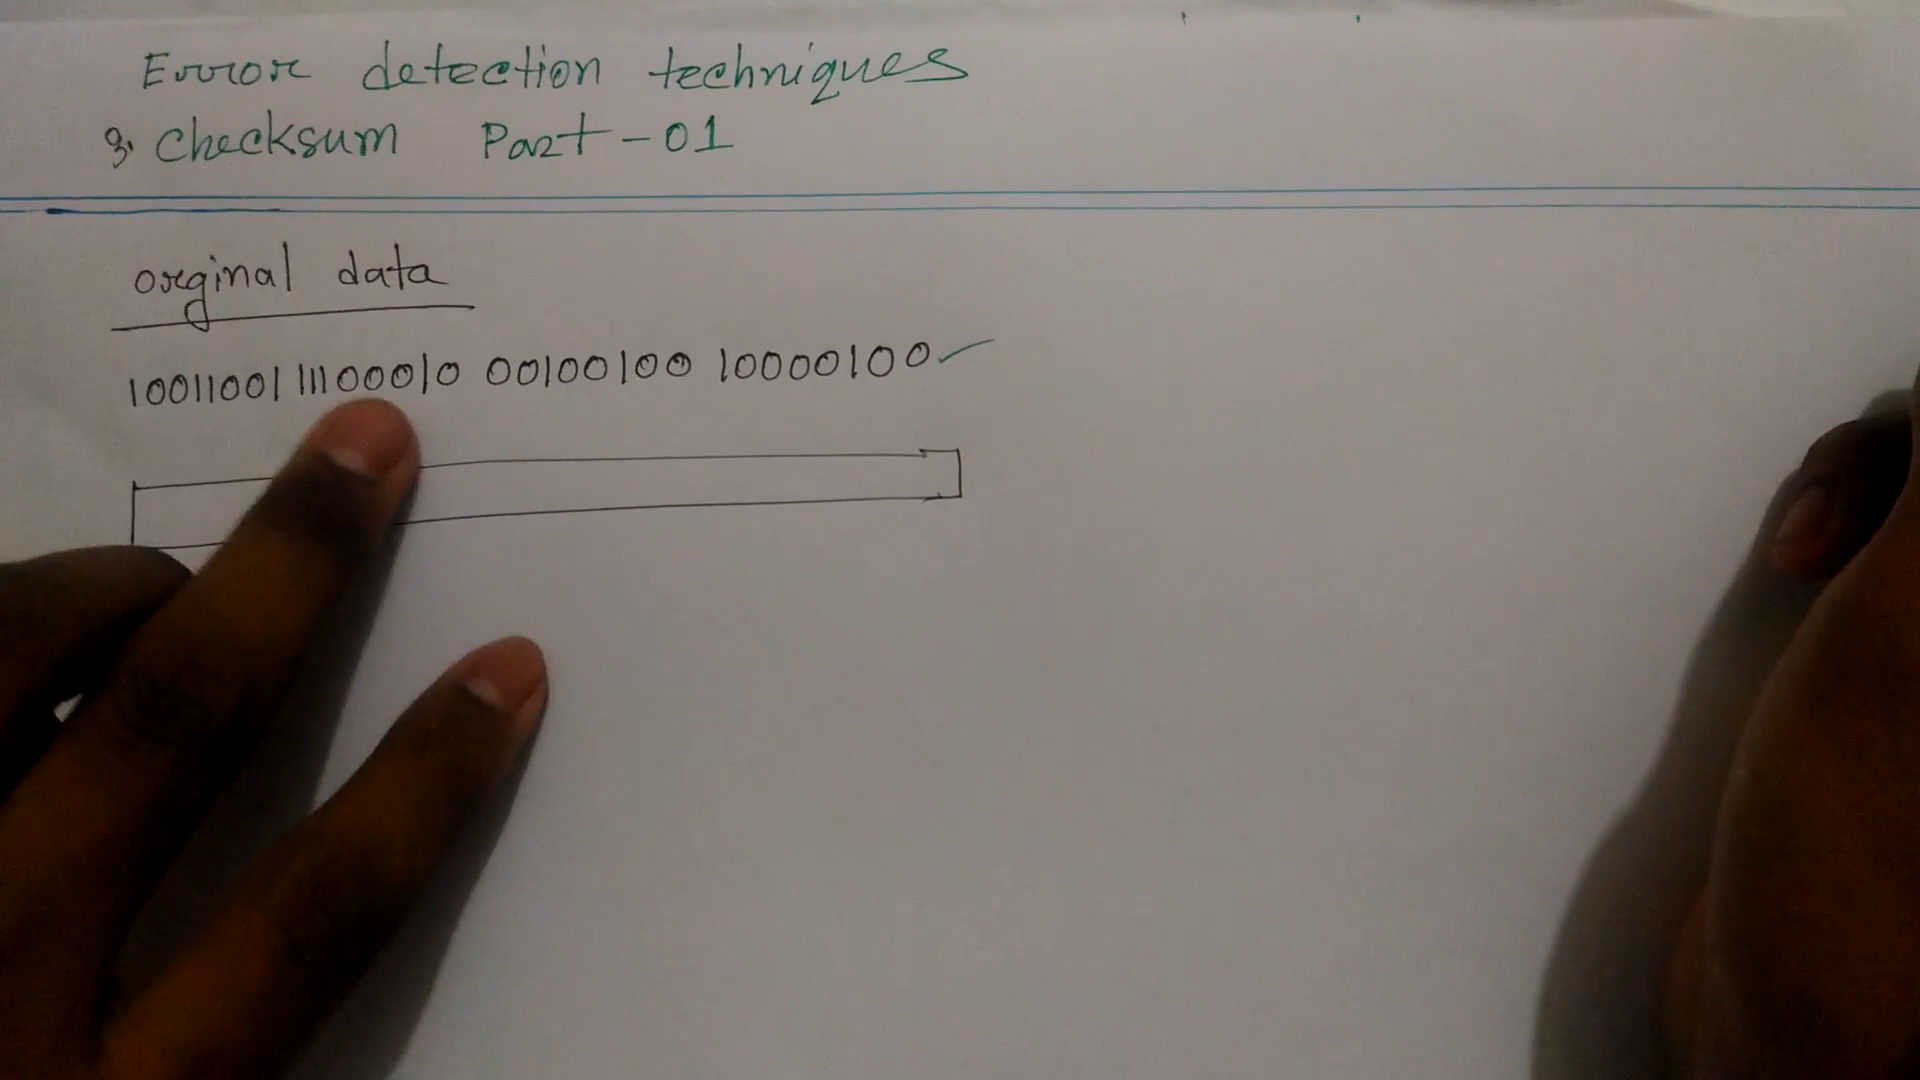 Error detection techniques
3. checksum Part-01
orginal data
10011001 11100010 00100100 10000100